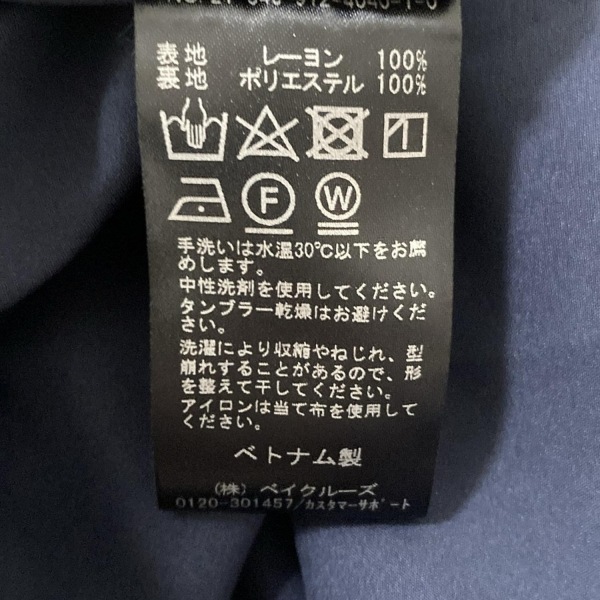 表地 レーヨン 100%
裏地 ポリエステル 100%
F W
手洗いは水温30℃以下をお薦
めします。
中性洗剤を使用してください。
タンブラー乾燥はお避けくだ
さい。
洗濯により収縮やねじれ、型
崩れすることがあるので、形
を整えて干してください。
アイロンは当て布を使用して
ください。
ベトナム製
(株) ベイクルーズ
0120-301457/カスタマーサポート